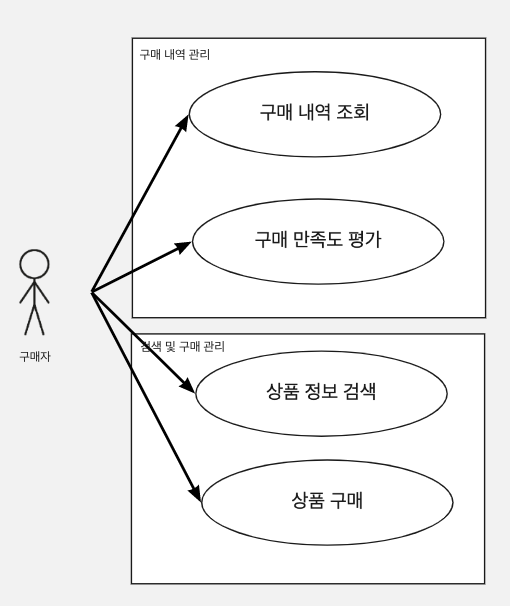 구매 내역 관리
구매 내역 조회
구매 만족도 평가
구매자
검색 및 구매 관리
상품 정보 검색
상품 구매